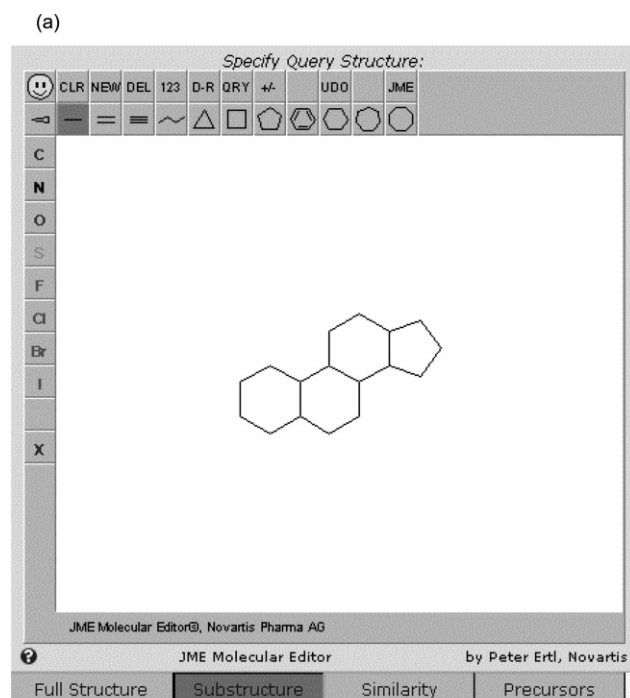 (a)
Specify Query Structure:
CLR NEW DEL 123 D-R QRY +/- UDO JME
C
N
O
S
F
Cl
Br
I
X
JME Molecular Editor®, Novartis Pharma AG
? JME Molecular Editor by Peter Ertl, Novartis
Full Structure Substructure Similarity Precursors